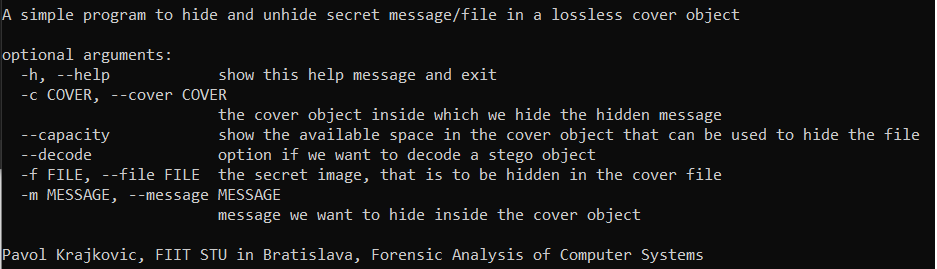 A simple program to hide and unhide secret message/file in a lossless cover object
optional arguments:
-h, --help show this help message and exit
-c COVER, --cover COVER
the cover object inside which we hide the hidden message
--capacity show the available space in the cover object that can be used to hide the file
--decode option if we want to decode a stego object
-f FILE, --file FILE the secret image, that is to be hidden in the cover file
-m MESSAGE, --message MESSAGE
message we want to hide inside the cover object
Pavol Krajkovic, FIIT STU in Bratislava, Forensic Analysis of Computer Systems